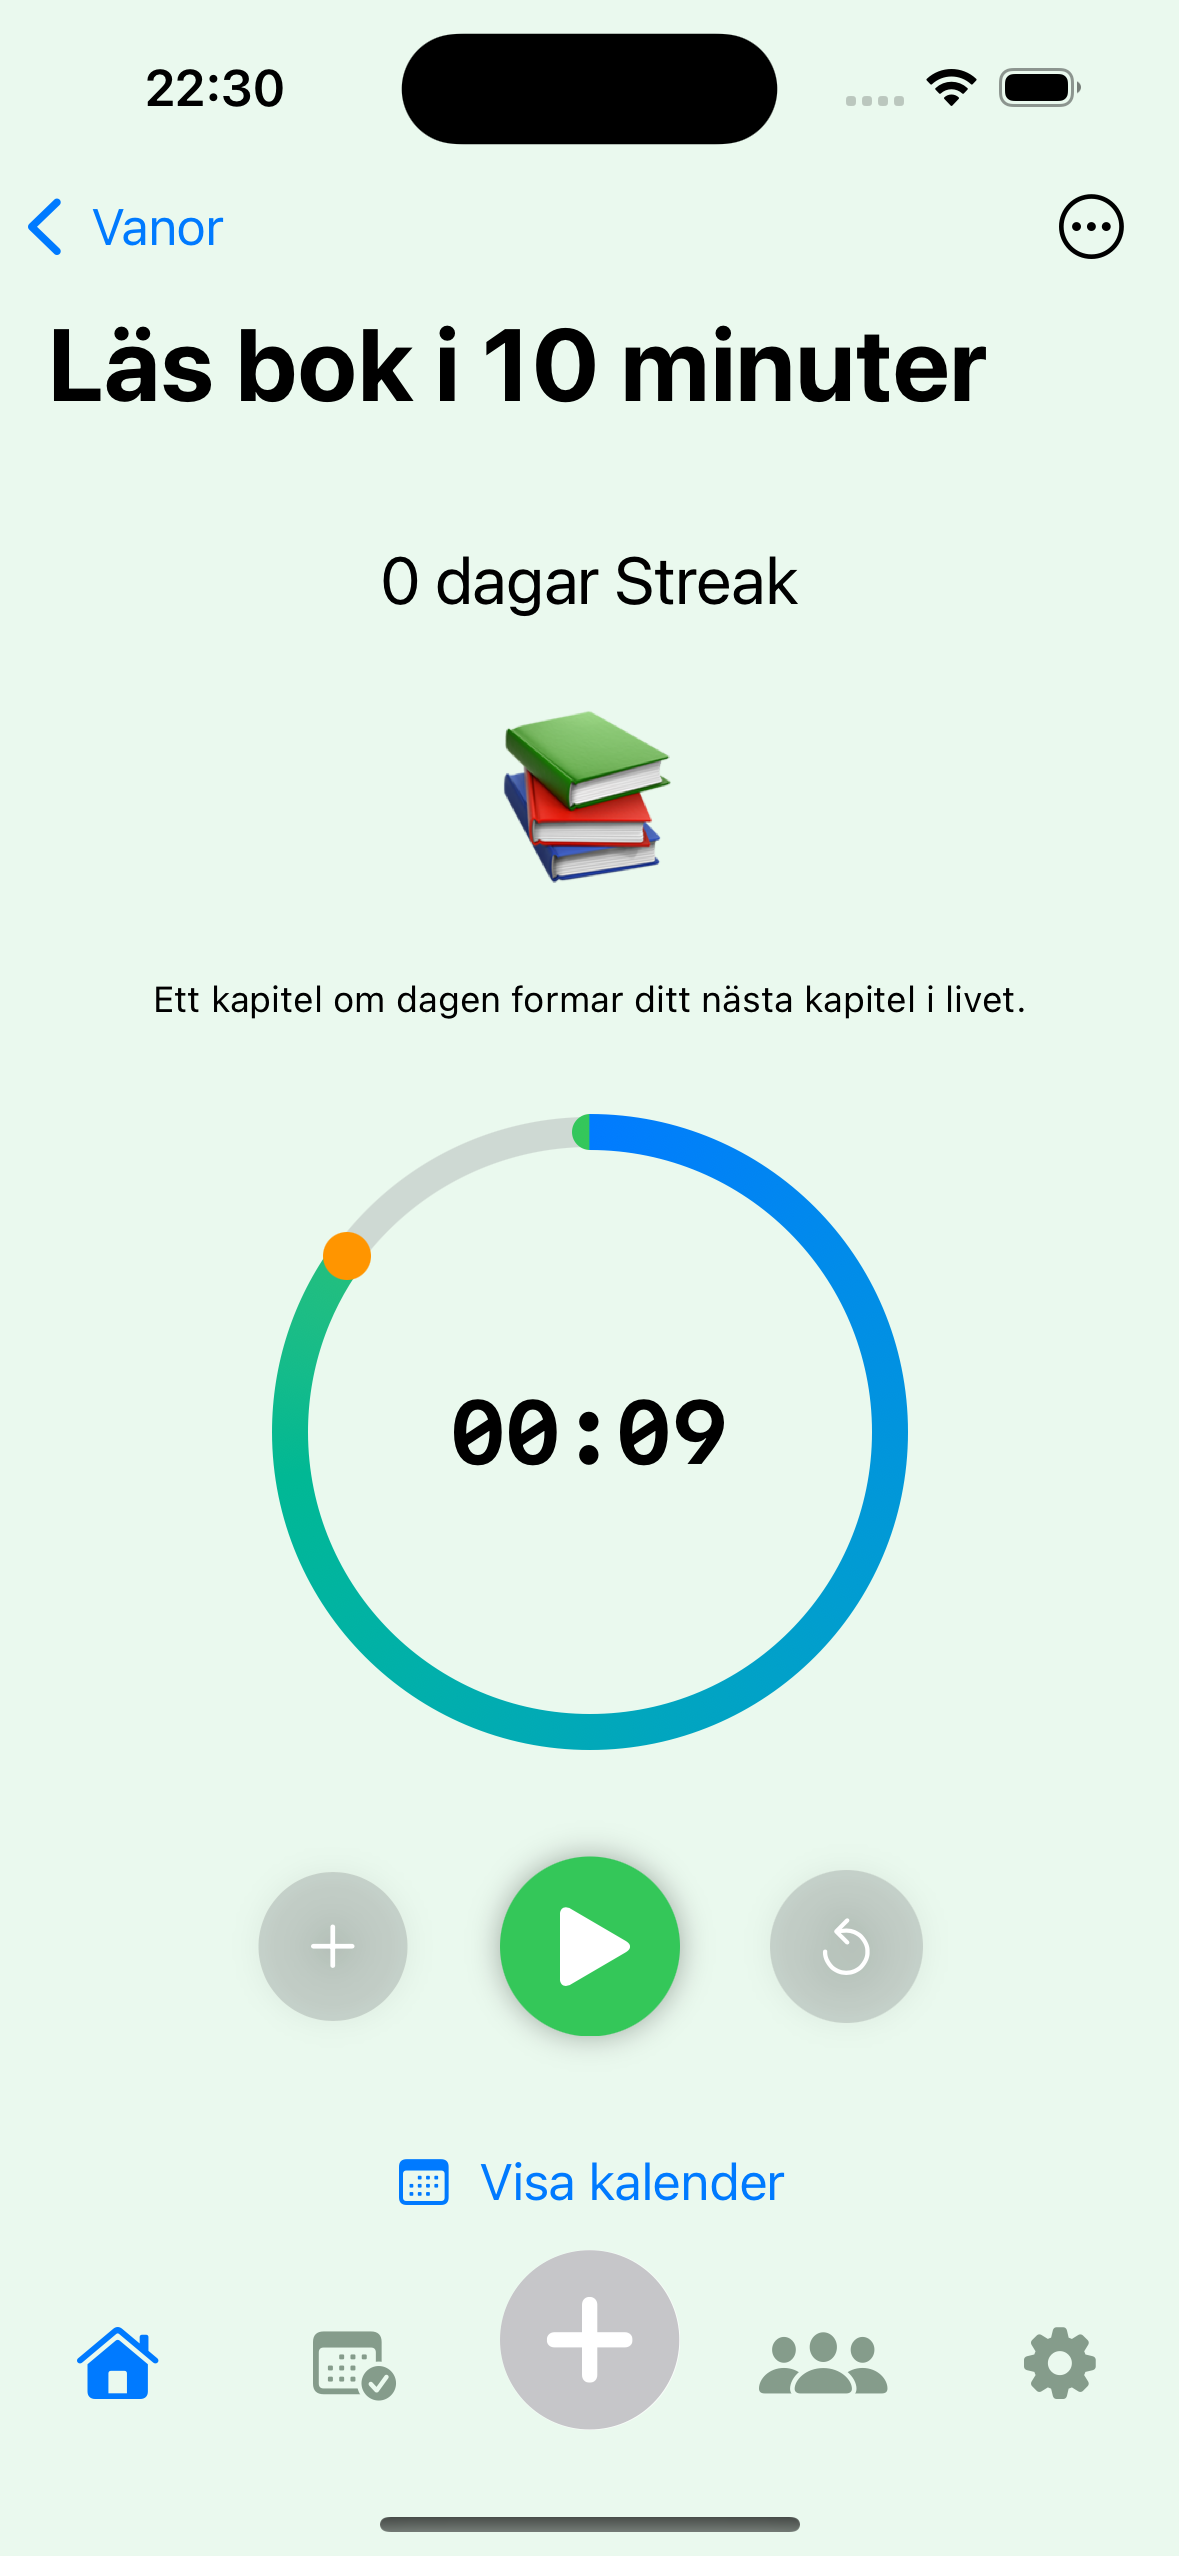 22:30
Vanor
Läs bok i 10 minuter
0 dagar Streak
Ett kapitel om dagen formar ditt nästa kapitel i livet.
00:09
Visa kalender